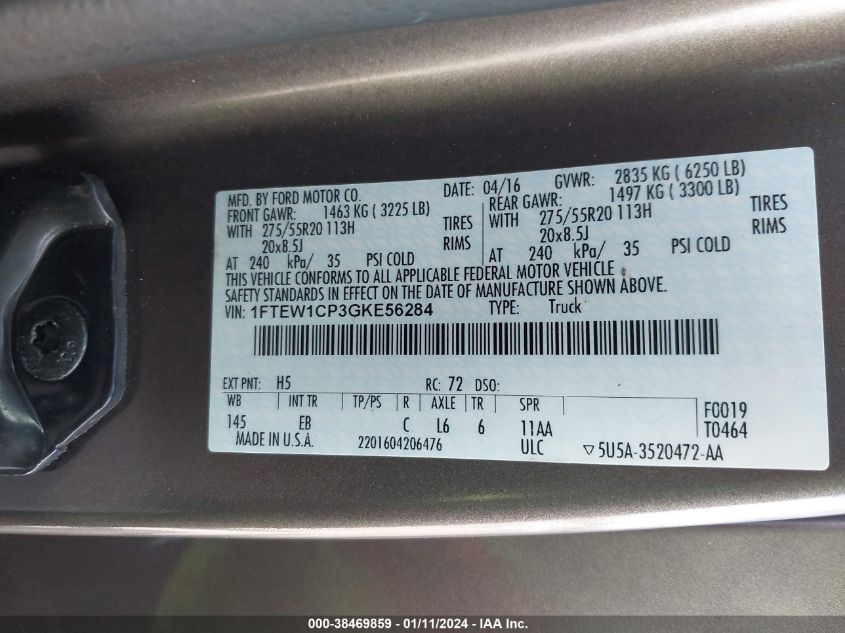 MFD. BY FORD MOTOR CO. DATE: 04/16 GVWR: 2835 KG ( 6250 LB)
FRONT GAWR: 1463 KG ( 3225 LB) REAR GAWR: 1497 KG ( 3300 LB)
WITH 275/55R20 113H TIRES WITH 275/55R20 113H TIRES
20x8.5J RIMS 20x8.5J RIMS
AT 240 kPa/ 35 PSI COLD AT 240 kPa/ 35 PSI COLD
THIS VEHICLE CONFORMS TO ALL APPLICABLE FEDERAL MOTOR VEHICLE
SAFETY STANDARDS IN EFFECT ON THE DATE OF MANUFACTURE SHOWN ABOVE.
VIN: 1FTEW1CP3GKE56284 TYPE: Truck
EXT PNT: H5 RC: 72 DSO:
WB INT TR TP/PS R AXLE TR SPR F0019
145 EB C L6 6 11AA T0464
MADE IN U.S.A. 2201604206476 ULC ▽5U5A-3520472-AA
000-38469859 - 01/11/2024 - IAA Inc.